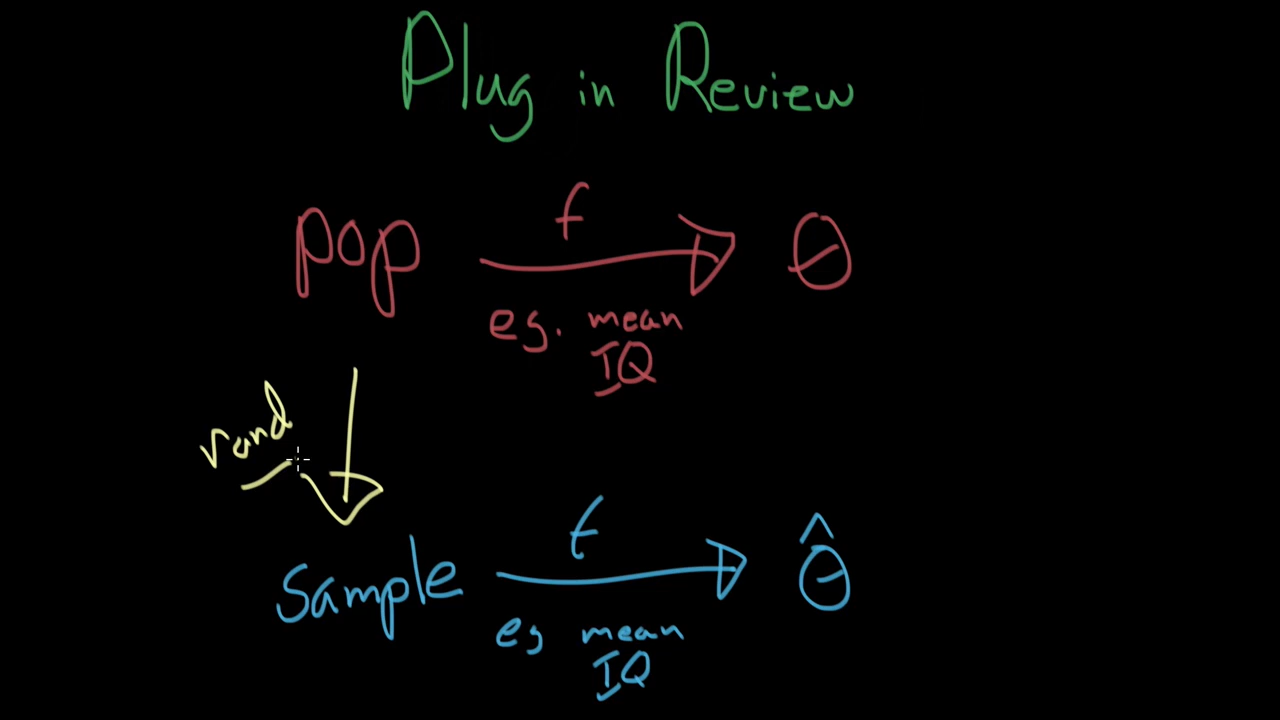 Plug in Review
pop f θ
eg. mean
IQ
rand
sample f θ̂
eg mean
IQ